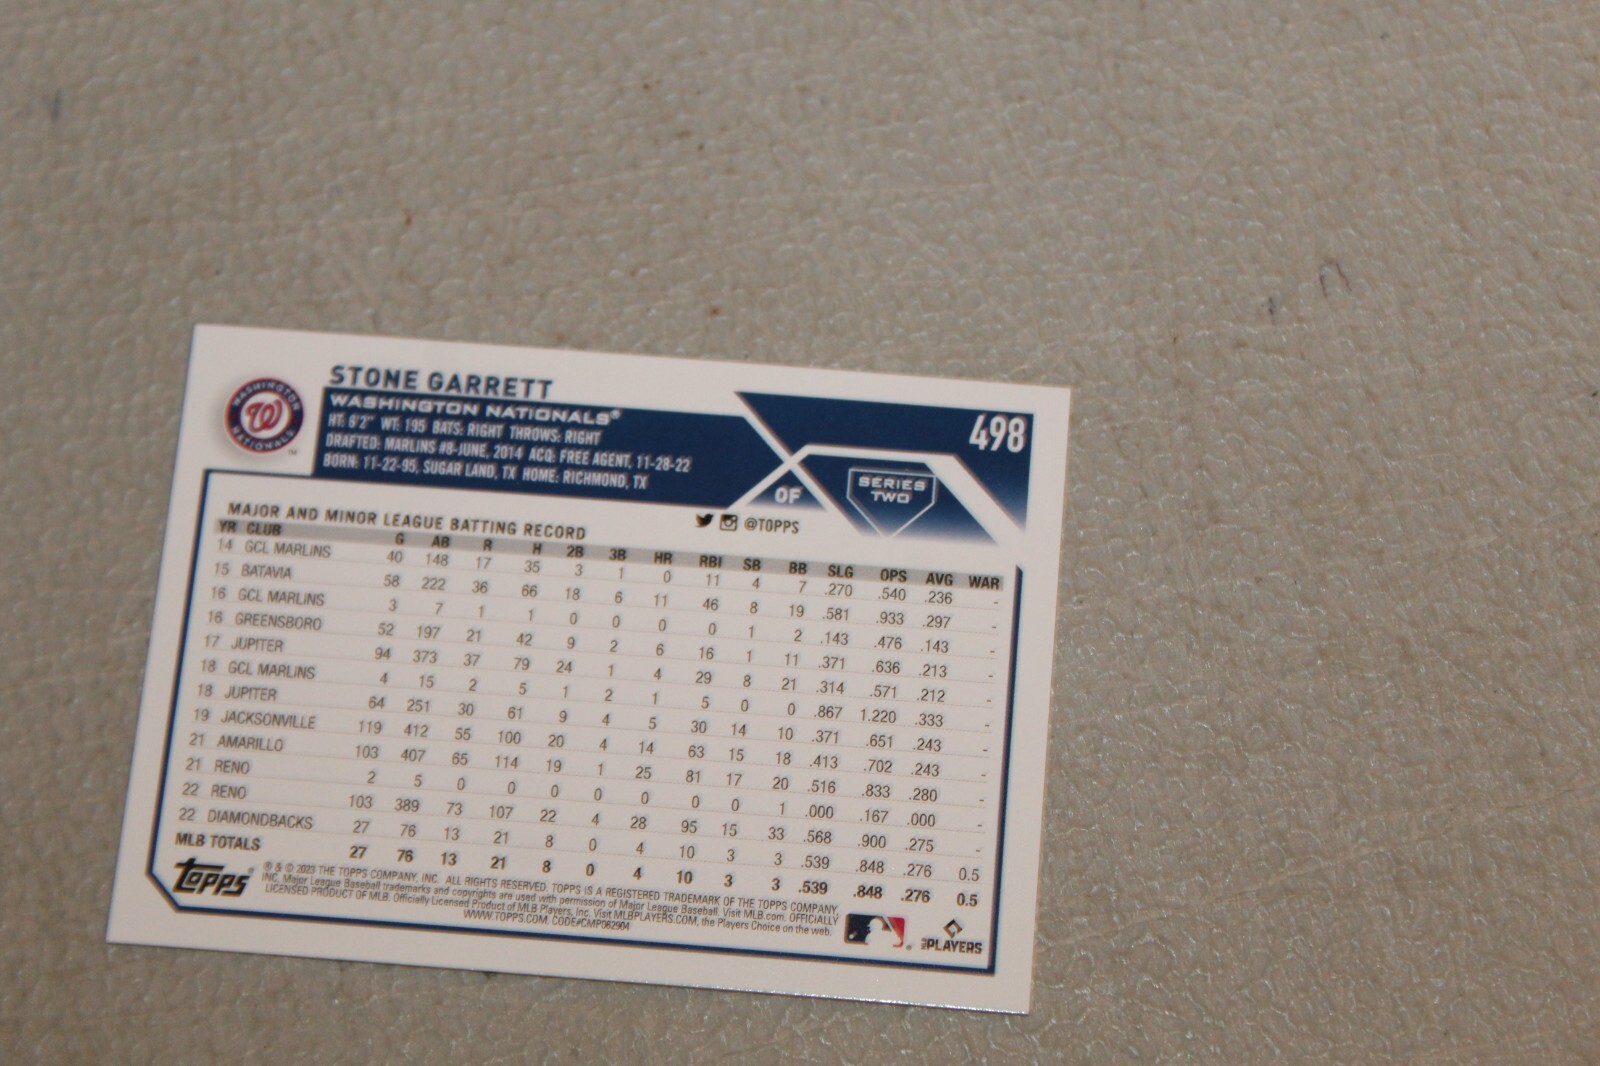 STONE GARRETT
WASHINGTON NATIONALS®
HT: 6'2" WT: 195 BATS: RIGHT THROWS: RIGHT
DRAFTED: MARLINS #8-JUNE, 2014 ACQ: FREE AGENT, 11-28-22
BORN: 11-22-95, SUGAR LAND, TX HOME: RICHMOND, TX
WASHINGTON NATIONALS W ™
498
OF
SERIES
TWO
MAJOR AND MINOR LEAGUE BATTING RECORD
@TOPPS
YR CLUB G AB R H 2B 3B HR RBI SB BB SLG OPS AVG WAR
14 GCL MARLINS 40 148 17 35 3 1 0 11 4 7 .270 .540 .236 -
15 BATAVIA 58 222 36 66 18 6 11 46 8 19 .581 .933 .297 -
16 GCL MARLINS 3 7 1 1 0 0 0 0 1 2 .143 .476 .143 -
16 GREENSBORO 52 197 21 42 9 2 6 16 1 11 .371 .636 .213 -
17 JUPITER 94 373 37 79 24 1 4 29 8 21 .314 .571 .212 -
18 GCL MARLINS 4 15 2 5 1 2 1 5 0 0 .867 1.220 .333 -
18 JUPITER 64 251 30 61 9 4 5 30 14 10 .371 .651 .243 -
19 JACKSONVILLE 119 412 55 100 20 4 14 63 15 18 .413 .702 .243 -
21 AMARILLO 103 407 65 114 19 1 25 81 17 20 .516 .833 .280 -
21 RENO 2 5 0 0 0 0 0 0 0 1 .000 .167 .000 -
22 RENO 103 389 73 107 22 4 28 95 15 33 .568 .900 .275 -
22 DIAMONDBACKS 27 76 13 21 8 0 4 10 3 3 .539 .848 .276 0.5
MLB TOTALS 27 76 13 21 8 0 4 10 3 3 .539 .848 .276 0.5
Topps®
® & © 2023 THE TOPPS COMPANY, INC. ALL RIGHTS RESERVED. TOPPS IS A REGISTERED TRADEMARK OF THE TOPPS COMPANY,
INC. Major League Baseball trademarks and copyrights are used with permission of Major League Baseball. Visit MLB.com. OFFICIALLY
LICENSED PRODUCT OF MLB. Officially Licensed Product of MLB Players, Inc. Visit MLBPLAYERS.COM, the Players Choice on the web.
WWW.TOPPS.COM. CODE#CMP062904
PLAYERS